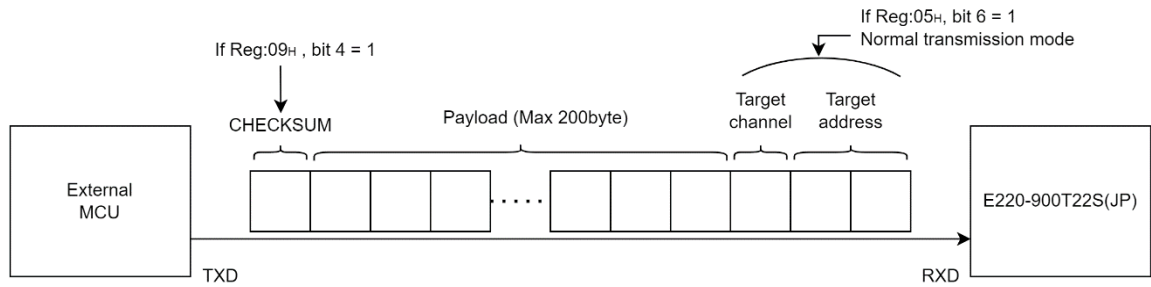 If Reg:05H, bit 6 = 1
Normal transmission mode
If Reg:09H , bit 4 = 1
CHECKSUM
Payload (Max 200byte)
Target
channel
Target
address
External
MCU
E220-900T22S(JP)
TXD
RXD